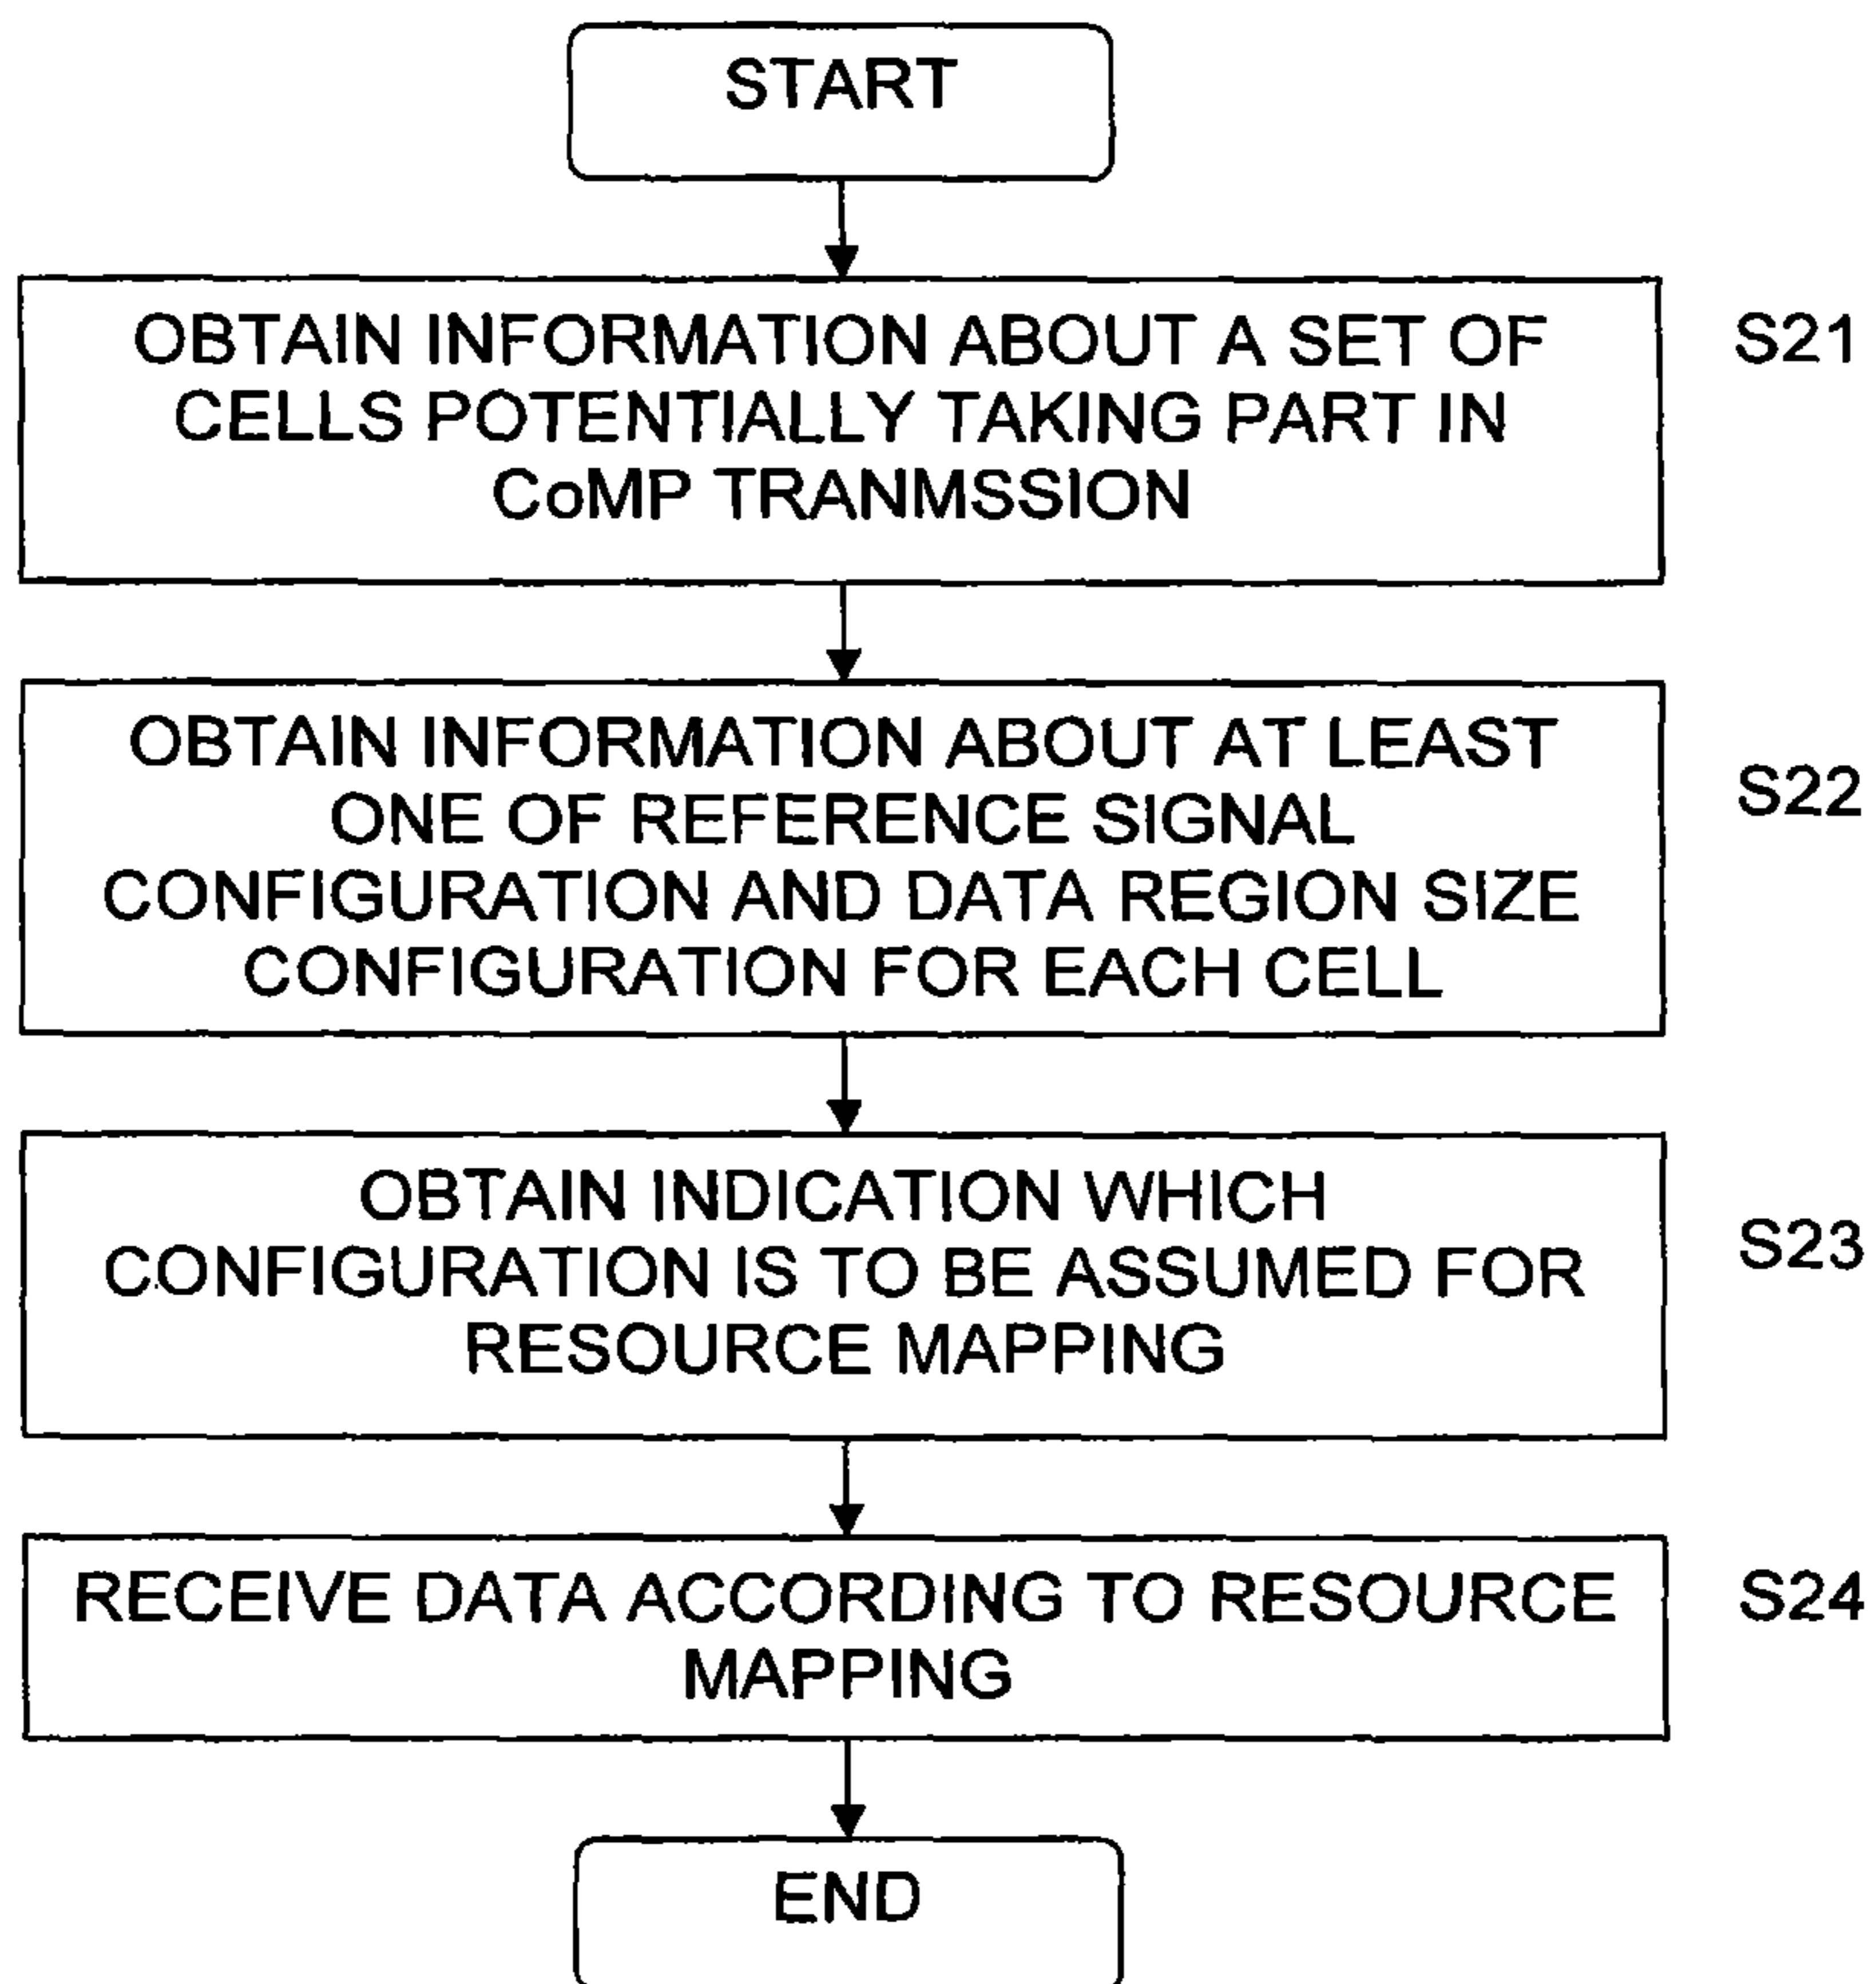 START
OBTAIN INFORMATION ABOUT A SET OF
CELLS POTENTIALLY TAKING PART IN
CoMP TRANMSSION
S21
OBTAIN INFORMATION ABOUT AT LEAST
ONE OF REFERENCE SIGNAL
CONFIGURATION AND DATA REGION SIZE
CONFIGURATION FOR EACH CELL
S22
OBTAIN INDICATION WHICH
CONFIGURATION IS TO BE ASSUMED FOR
RESOURCE MAPPING
S23
RECEIVE DATA ACCORDING TO RESOURCE
MAPPING
S24
END